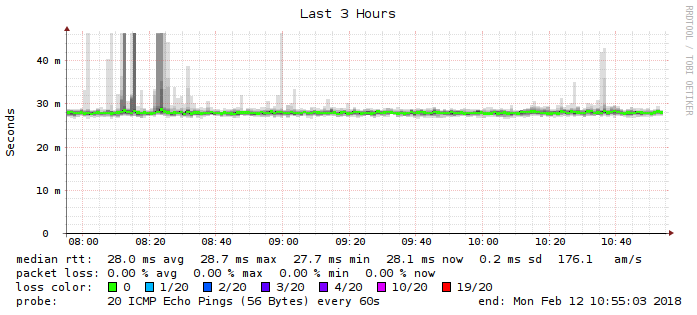 Last 3 Hours
RRDTOOL / TOBI OETIKER
Seconds
40 m
30 m
20 m
10 m
0
08:00 08:20 08:40 09:00 09:20 09:40 10:00 10:20 10:40
median rtt: 28.0 ms avg 28.7 ms max 27.7 ms min 28.1 ms now 0.2 ms sd 176.1 am/s
packet loss: 0.00 % avg 0.00 % max 0.00 % min 0.00 % now
loss color: 0 1/20 2/20 3/20 4/20 10/20 19/20
probe: 20 ICMP Echo Pings (56 Bytes) every 60s end: Mon Feb 12 10:55:03 2018